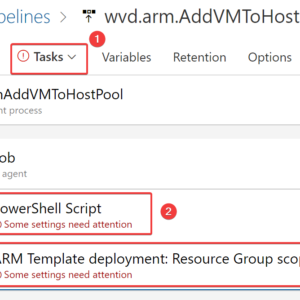 pelines > wvd.arm.AddVMToHost
Tasks Variables Retention Options
1
nAddVMToHostPool
nt process
ob
agent
owerShell Script
Some settings need attention
2
ARM Template deployment: Resource Group scop
Some settings need attention